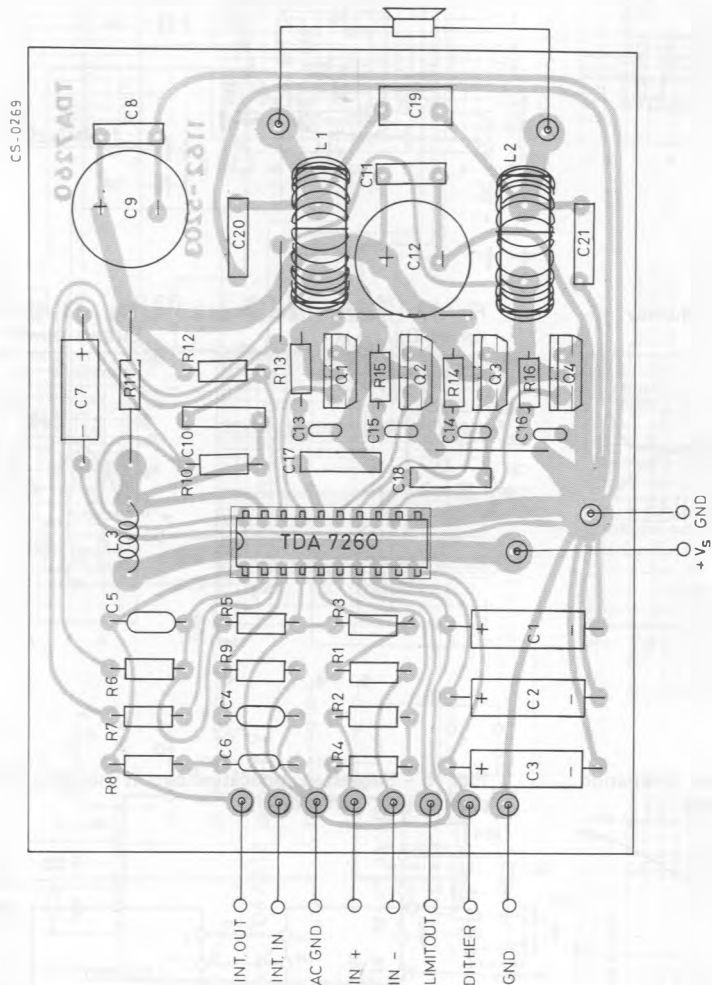 CS-0269
TDA7260
1162-5203
C8
C9
C19
L1
L2
C11
C12
C20
C21
C7
R11
R12
C10
R10
R13
Q1
R15
Q2
R14
Q3
R16
Q4
C13
C15
C14
C16
C17
C18
L3
TDA 7260
GND
+ Vs
C5
R5
R3
C1
R6
R9
R1
C2
R7
C4
R2
R8
C6
R4
C3
INT. OUT
INT. IN
AC GND
IN +
IN -
LIMITOUT
DITHER
GND